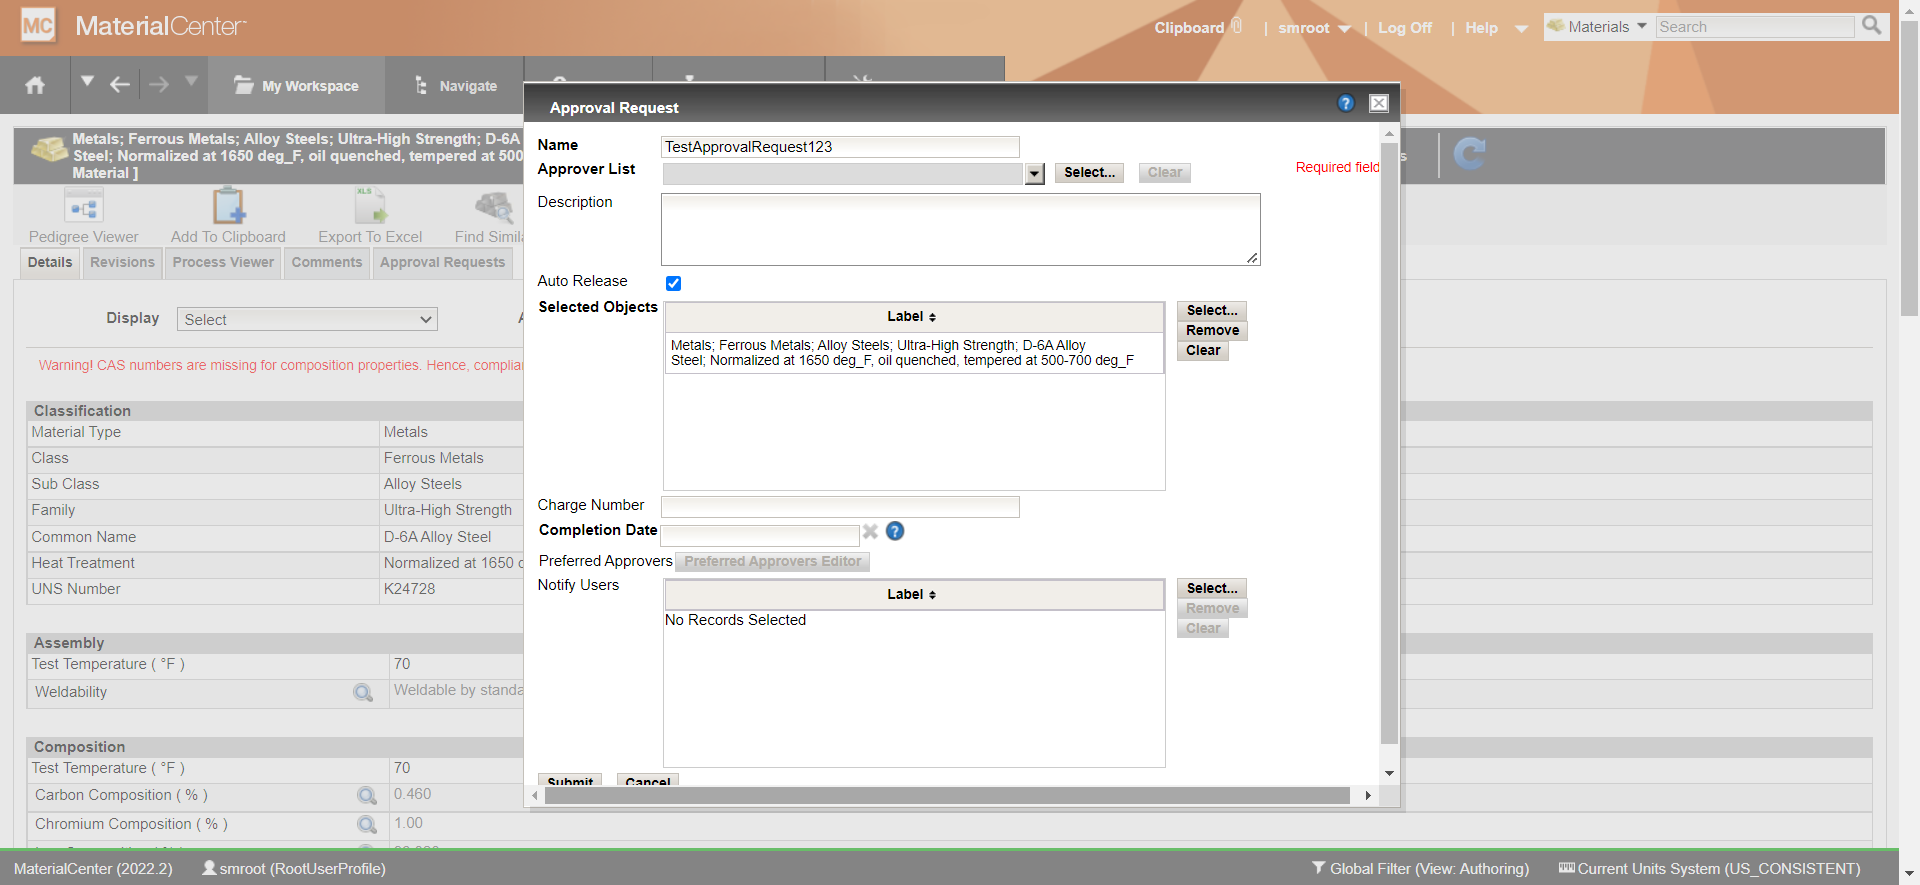 MC MaterialCenter
Clipboard | smroot | Log Off | Help
Materials Search
My Workspace Navigate
Metals; Ferrous Metals; Alloy Steels; Ultra-High Strength; D-6A
Steel; Normalized at 1650 deg_F, oil quenched, tempered at 500
Material ]
Pedigree Viewer Add To Clipboard XLS Export To Excel Find Simil
Details Revisions Process Viewer Comments Approval Requests
Display Select
Warning! CAS numbers are missing for composition properties. Hence, complia
Classification
Material Type Metals
Class Ferrous Metals
Sub Class Alloy Steels
Family Ultra-High Strength
Common Name D-6A Alloy Steel
Heat Treatment Normalized at 1650 d
UNS Number K24728
Assembly
Test Temperature ( °F ) 70
Weldability Weldable by standa
Composition
Test Temperature ( °F ) 70
Carbon Composition ( % ) 0.460
Chromium Composition ( % ) 1.00
Approval Request
Name TestApprovalRequest123
Required field
Approver List Select... Clear
Description
Auto Release
Selected Objects Label
Metals; Ferrous Metals; Alloy Steels; Ultra-High Strength; D-6A Alloy
Steel; Normalized at 1650 deg_F, oil quenched, tempered at 500-700 deg_F
Select...
Remove
Clear
Charge Number
Completion Date
Preferred Approvers Preferred Approvers Editor
Notify Users Label
No Records Selected
Select...
Remove
Clear
Submit Cancel
MaterialCenter (2022.2) smroot (RootUserProfile) Global Filter (View: Authoring) Current Units System (US_CONSISTENT)